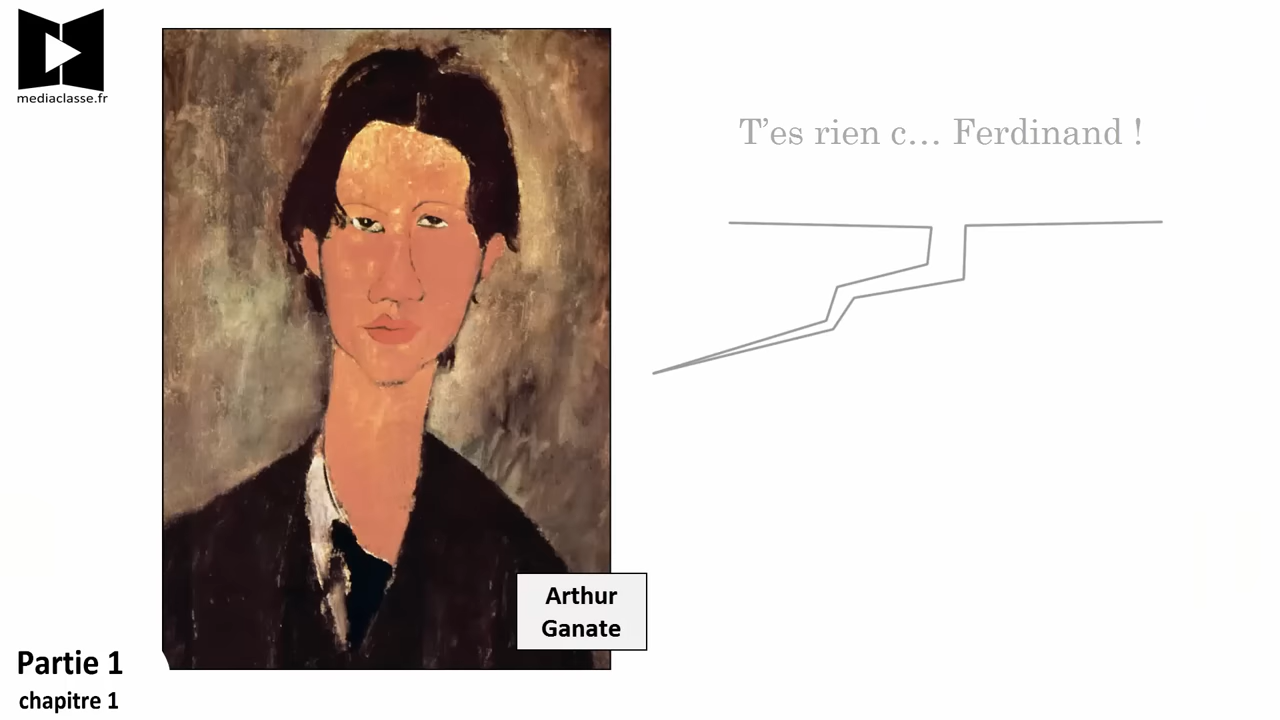 mediaclasse.fr
T’es rien c… Ferdinand !
Arthur
Ganate
Partie 1
chapitre 1